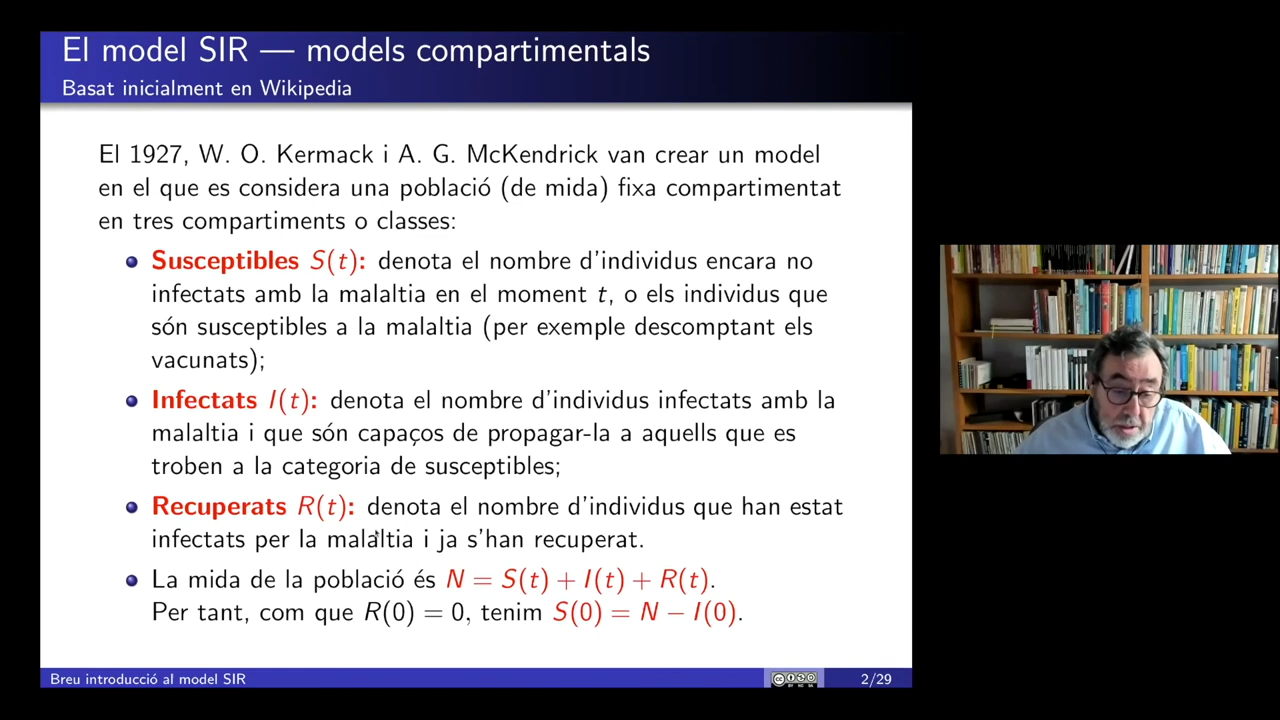 El model SIR — models compartimentals
Basat inicialment en Wikipedia
El 1927, W. O. Kermack i A. G. McKendrick van crear un model
en el que es considera una població (de mida) fixa compartimentat
en tres compartiments o classes:
Susceptibles S(t): denota el nombre d'individus encara no
infectats amb la malaltia en el moment t, o els individus que
són susceptibles a la malaltia (per exemple descomptant els
vacunats);
Infectats I(t): denota el nombre d'individus infectats amb la
malaltia i que són capaços de propagar-la a aquells que es
troben a la categoria de susceptibles;
Recuperats R(t): denota el nombre d'individus que han estat
infectats per la malaltia i ja s'han recuperat.
La mida de la població és N = S(t) + I(t) + R(t).
Per tant, com que R(0) = 0, tenim S(0) = N − I(0).
Breu introducció al model SIR 2/29